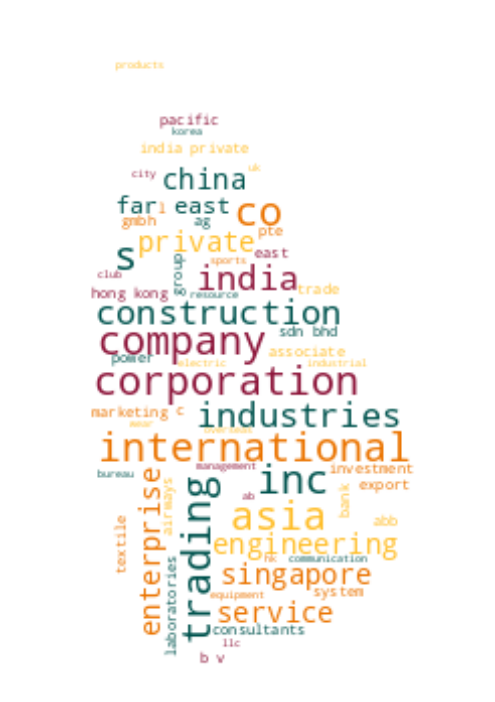 products
pacific
korea
india private
uk
city
china
far
l
east
co
gmbh
ag
pte
private
s
east
group
sports
club
india
trade
hong kong
resource
construction
sdn bhd
company
associate
power
electric
industrial
corporation
marketing
c
industries
wear
overseas
international
management
investment
bureau
inc
export
enterprise
airways
trading
ab
bank
asia
abb
textile
engineering
hk
communication
laboratories
singapore
system
equipment
service
consultants
llc
b v